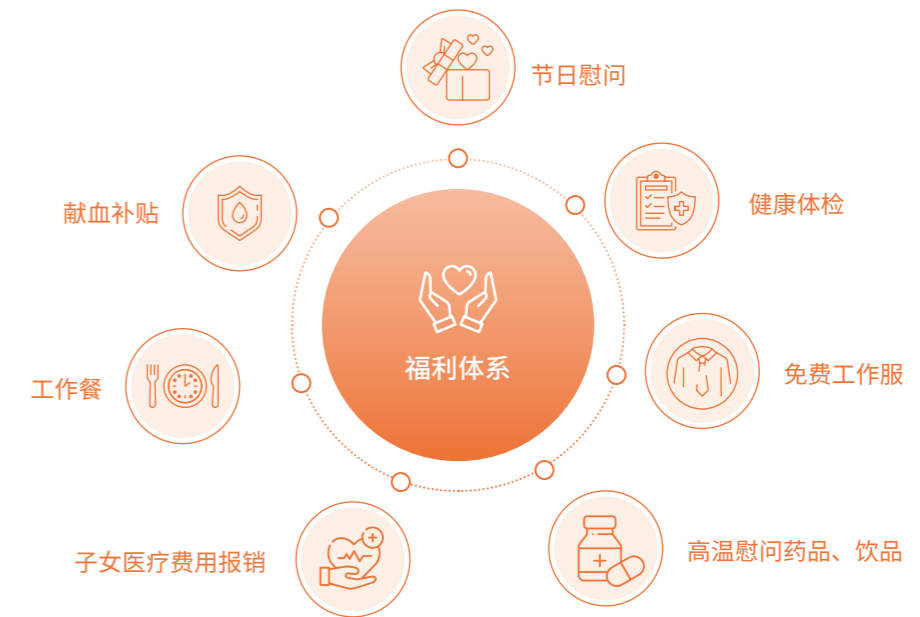 节日慰问
献血补贴
健康体检
福利体系
工作餐
免费工作服
子女医疗费用报销
高温慰问药品、饮品